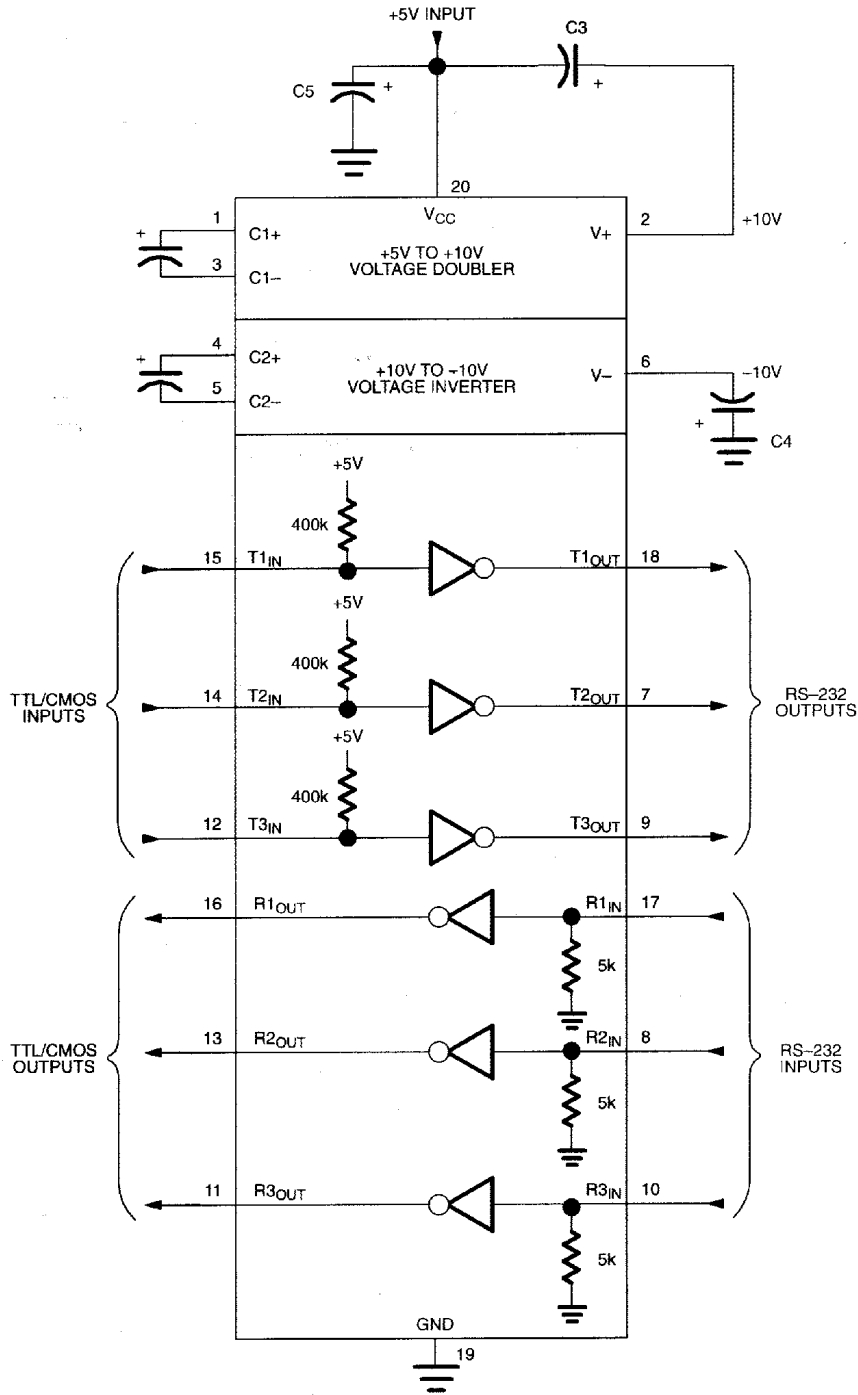 +5V INPUT
C3
C5
+
+
20
VCC
1
+
C1+
3
C1–
+5V TO +10V
VOLTAGE DOUBLER
V+
2
+10V
4
+
C2+
5
C2–
+10V TO –10V
VOLTAGE INVERTER
V–
6
–10V
+
C4
+5V
400k
15
T1IN
T1OUT
18
+5V
400k
14
T2IN
T2OUT
7
TTL/CMOS
INPUTS
RS–232
OUTPUTS
+5V
400k
12
T3IN
T3OUT
9
16
R1OUT
R1IN
17
5k
13
R2OUT
R2IN
8
5k
TTL/CMOS
OUTPUTS
RS–232
INPUTS
11
R3OUT
R3IN
10
5k
GND
19